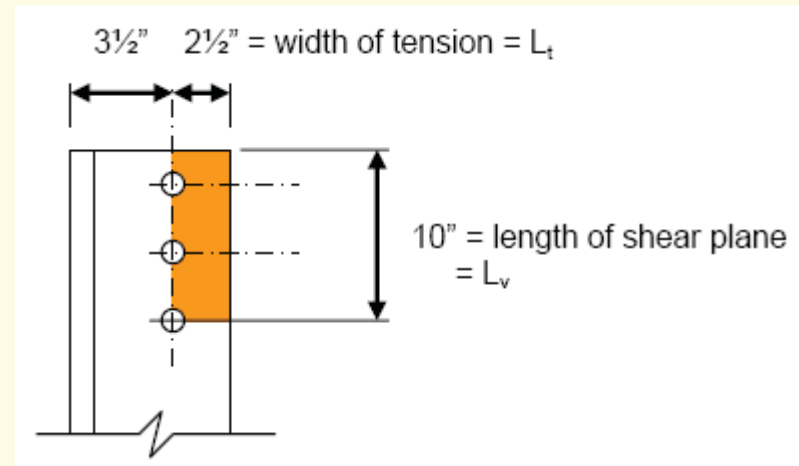 3½” 2½” = width of tension = Lₜ
10” = length of shear plane
= Lᵥ